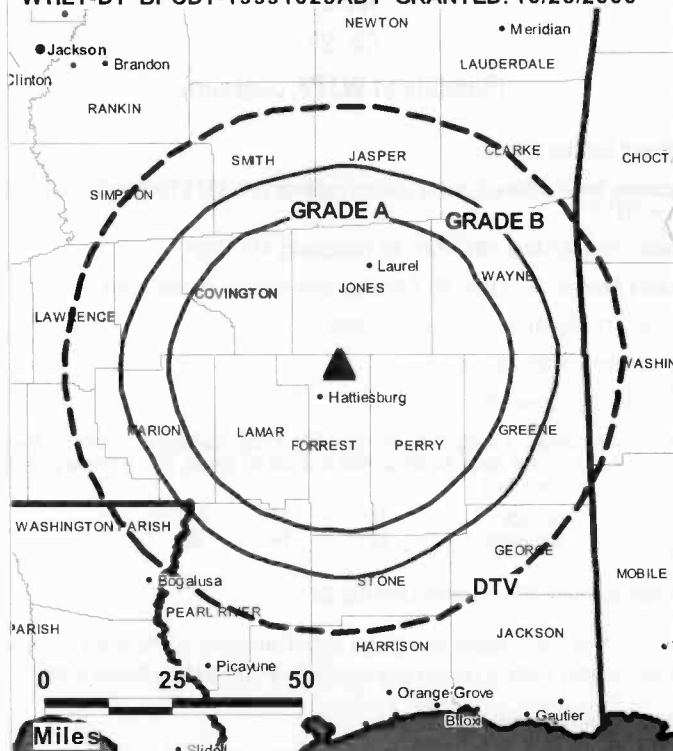 WHLT-DT BPCDT-19991028ADT GRANTED: 10/26/2000
NEWTON
Meridian
Jackson
Brandon
LAUDERDALE
Clinton
RANKIN
SMITH
JASPER
CLARKE
CHOCT
SIMPSON
GRADE A
GRADE B
Laurel
WAYNE
COVINGTON
JONES
LAWRENCE
WASHIN
Hattiesburg
MARION
LAMAR
FORREST
PERRY
GREENE
WASHINGTON PARISH
GEORGE
Bogalusa
STONE
DTV
MOBILE
PEARL RIVER
PARISH
HARRISON
JACKSON
Picayune
0 25 50
Orange Grove
Biloxi
Gautier
Miles
Slidell